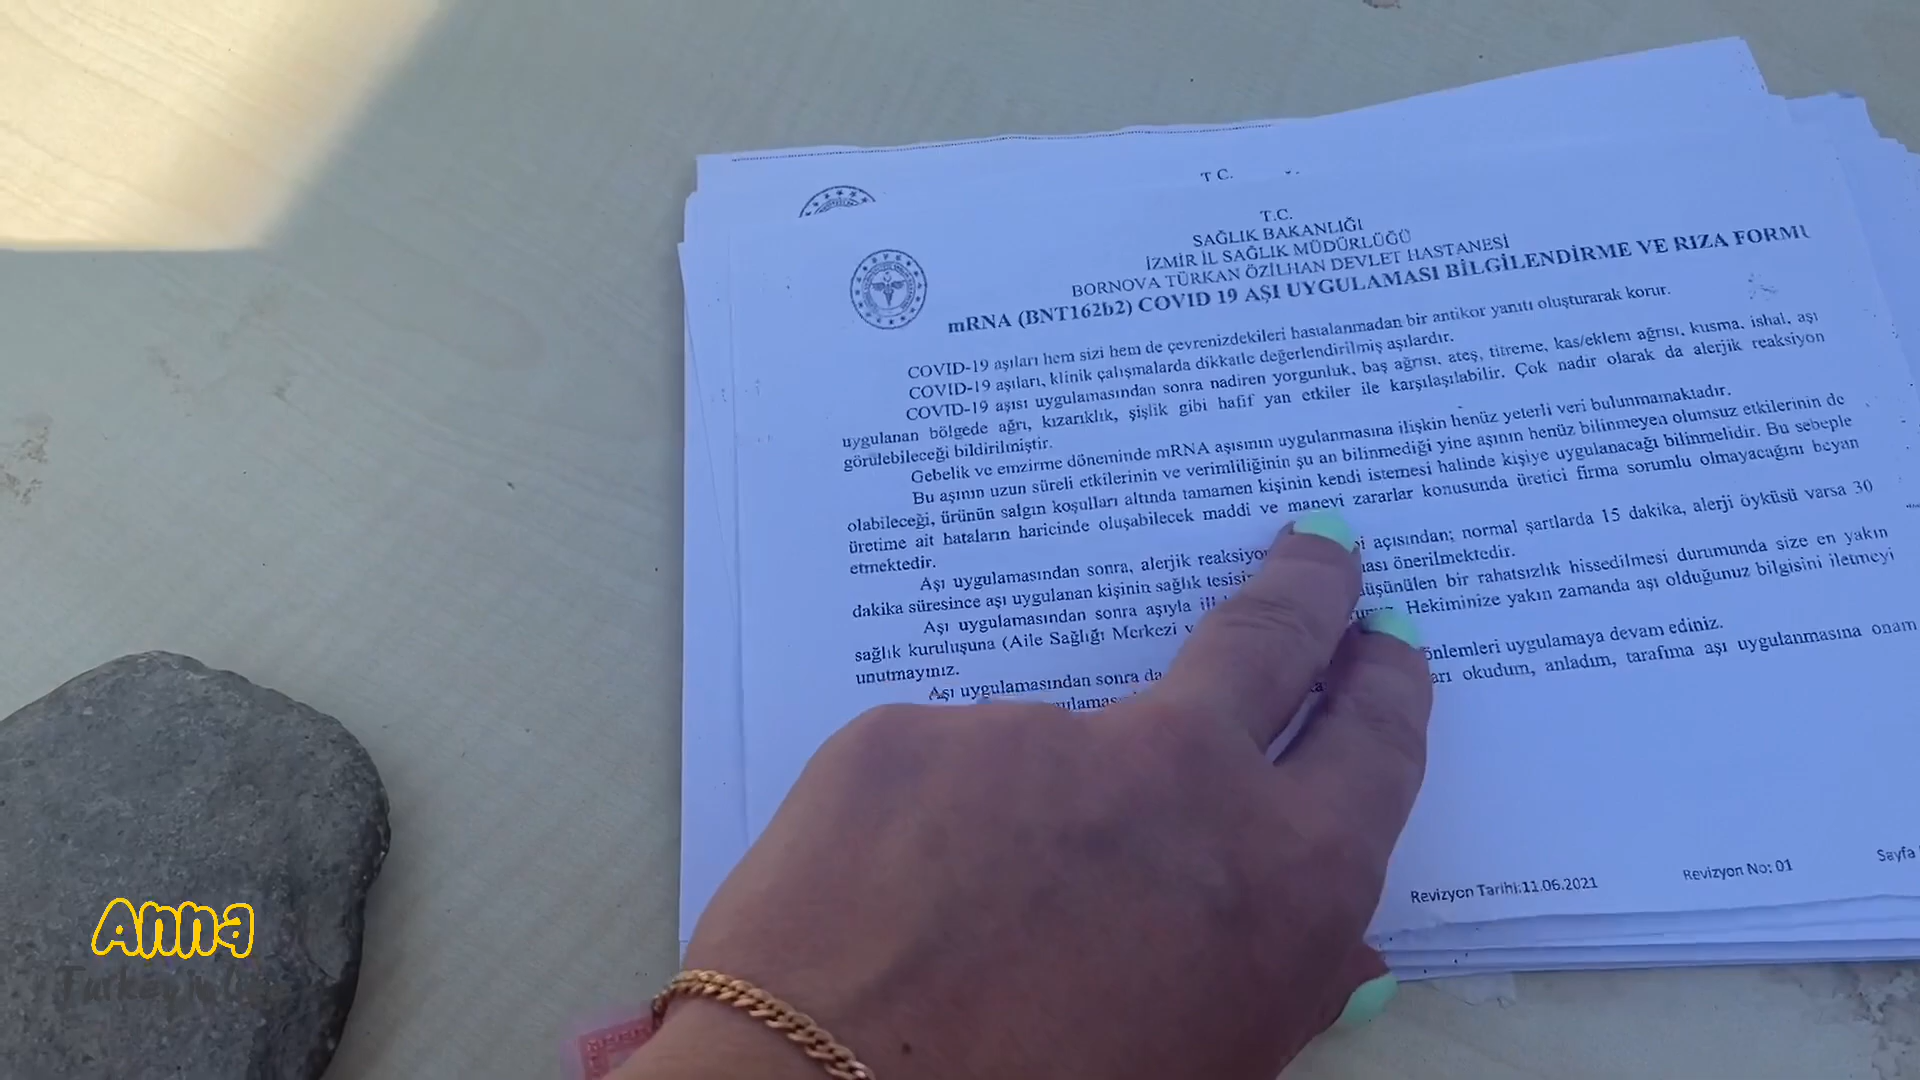 T C.
T.C.
SAĞLIK BAKANLIĞI
İZMİR İL SAĞLIK MÜDÜRLÜĞÜ
BORNOVA TÜRKAN ÖZİLHAN DEVLET HASTANESİ
mRNA (BNT162b2) COVID 19 AŞI UYGULAMASI BİLGİLENDİRME VE RIZA FORMU
COVID-19 aşıları hem sizi hem de çevrenizdekileri hastalanmadan bir antikor yanıtı oluşturarak korur.
COVID-19 aşıları, klinik çalışmalarda dikkatle değerlendirilmiş aşılardır.
COVID-19 aşısı uygulamasından sonra nadiren yorgunluk, baş ağrısı, ateş, titreme, kas/eklem ağrısı, kusma, ishal, aşı
uygulanan bölgede ağrı, kızarıklık, şişlik gibi hafif yan etkiler ile karşılaşılabilir. Çok nadir olarak da alerjik reaksiyon
görülebileceği bildirilmiştir.
Gebelik ve emzirme döneminde mRNA aşısının uygulanmasına ilişkin henüz yeterli veri bulunmamaktadır.
Bu aşının uzun süreli etkilerinin ve verimliliğinin şu an bilinmediği yine aşının henüz bilinmeyen olumsuz etkilerinin de
olabileceği, ürünün salgın koşulları altında tamamen kişinin kendi istemesi halinde kişiye uygulanacağı bilinmelidir. Bu sebeple
üretime ait hataların haricinde oluşabilecek maddi ve manevi zararlar konusunda üretici firma sorumlu olmayacağını beyan
etmektedir.
Aşı uygulamasından sonra, alerjik açısından; normal şartlarda 15 dakika, alerji öyküsü varsa 30
dakika süresince aşı uygulanan kişinin sağlık önerilmektedir.
Aşı uygulamasından sonra aşıyla düşünülen bir rahatsızlık hissedilmesi durumunda size en yakın
sağlık kuruluşuna (Aile Sağlığı Merkezi Hekiminize yakın zamanda aşı olduğunuz bilgisini iletmeyi
unutmayınız.
Aşı uygulamasından sonra da önlemleri uygulamaya devam ediniz.
okudum, anladım, tarafıma aşı uygulanmasına onam
Revizyon Tarihi:11.06.2021 Revizyon No: 01 Sayfa
Anna